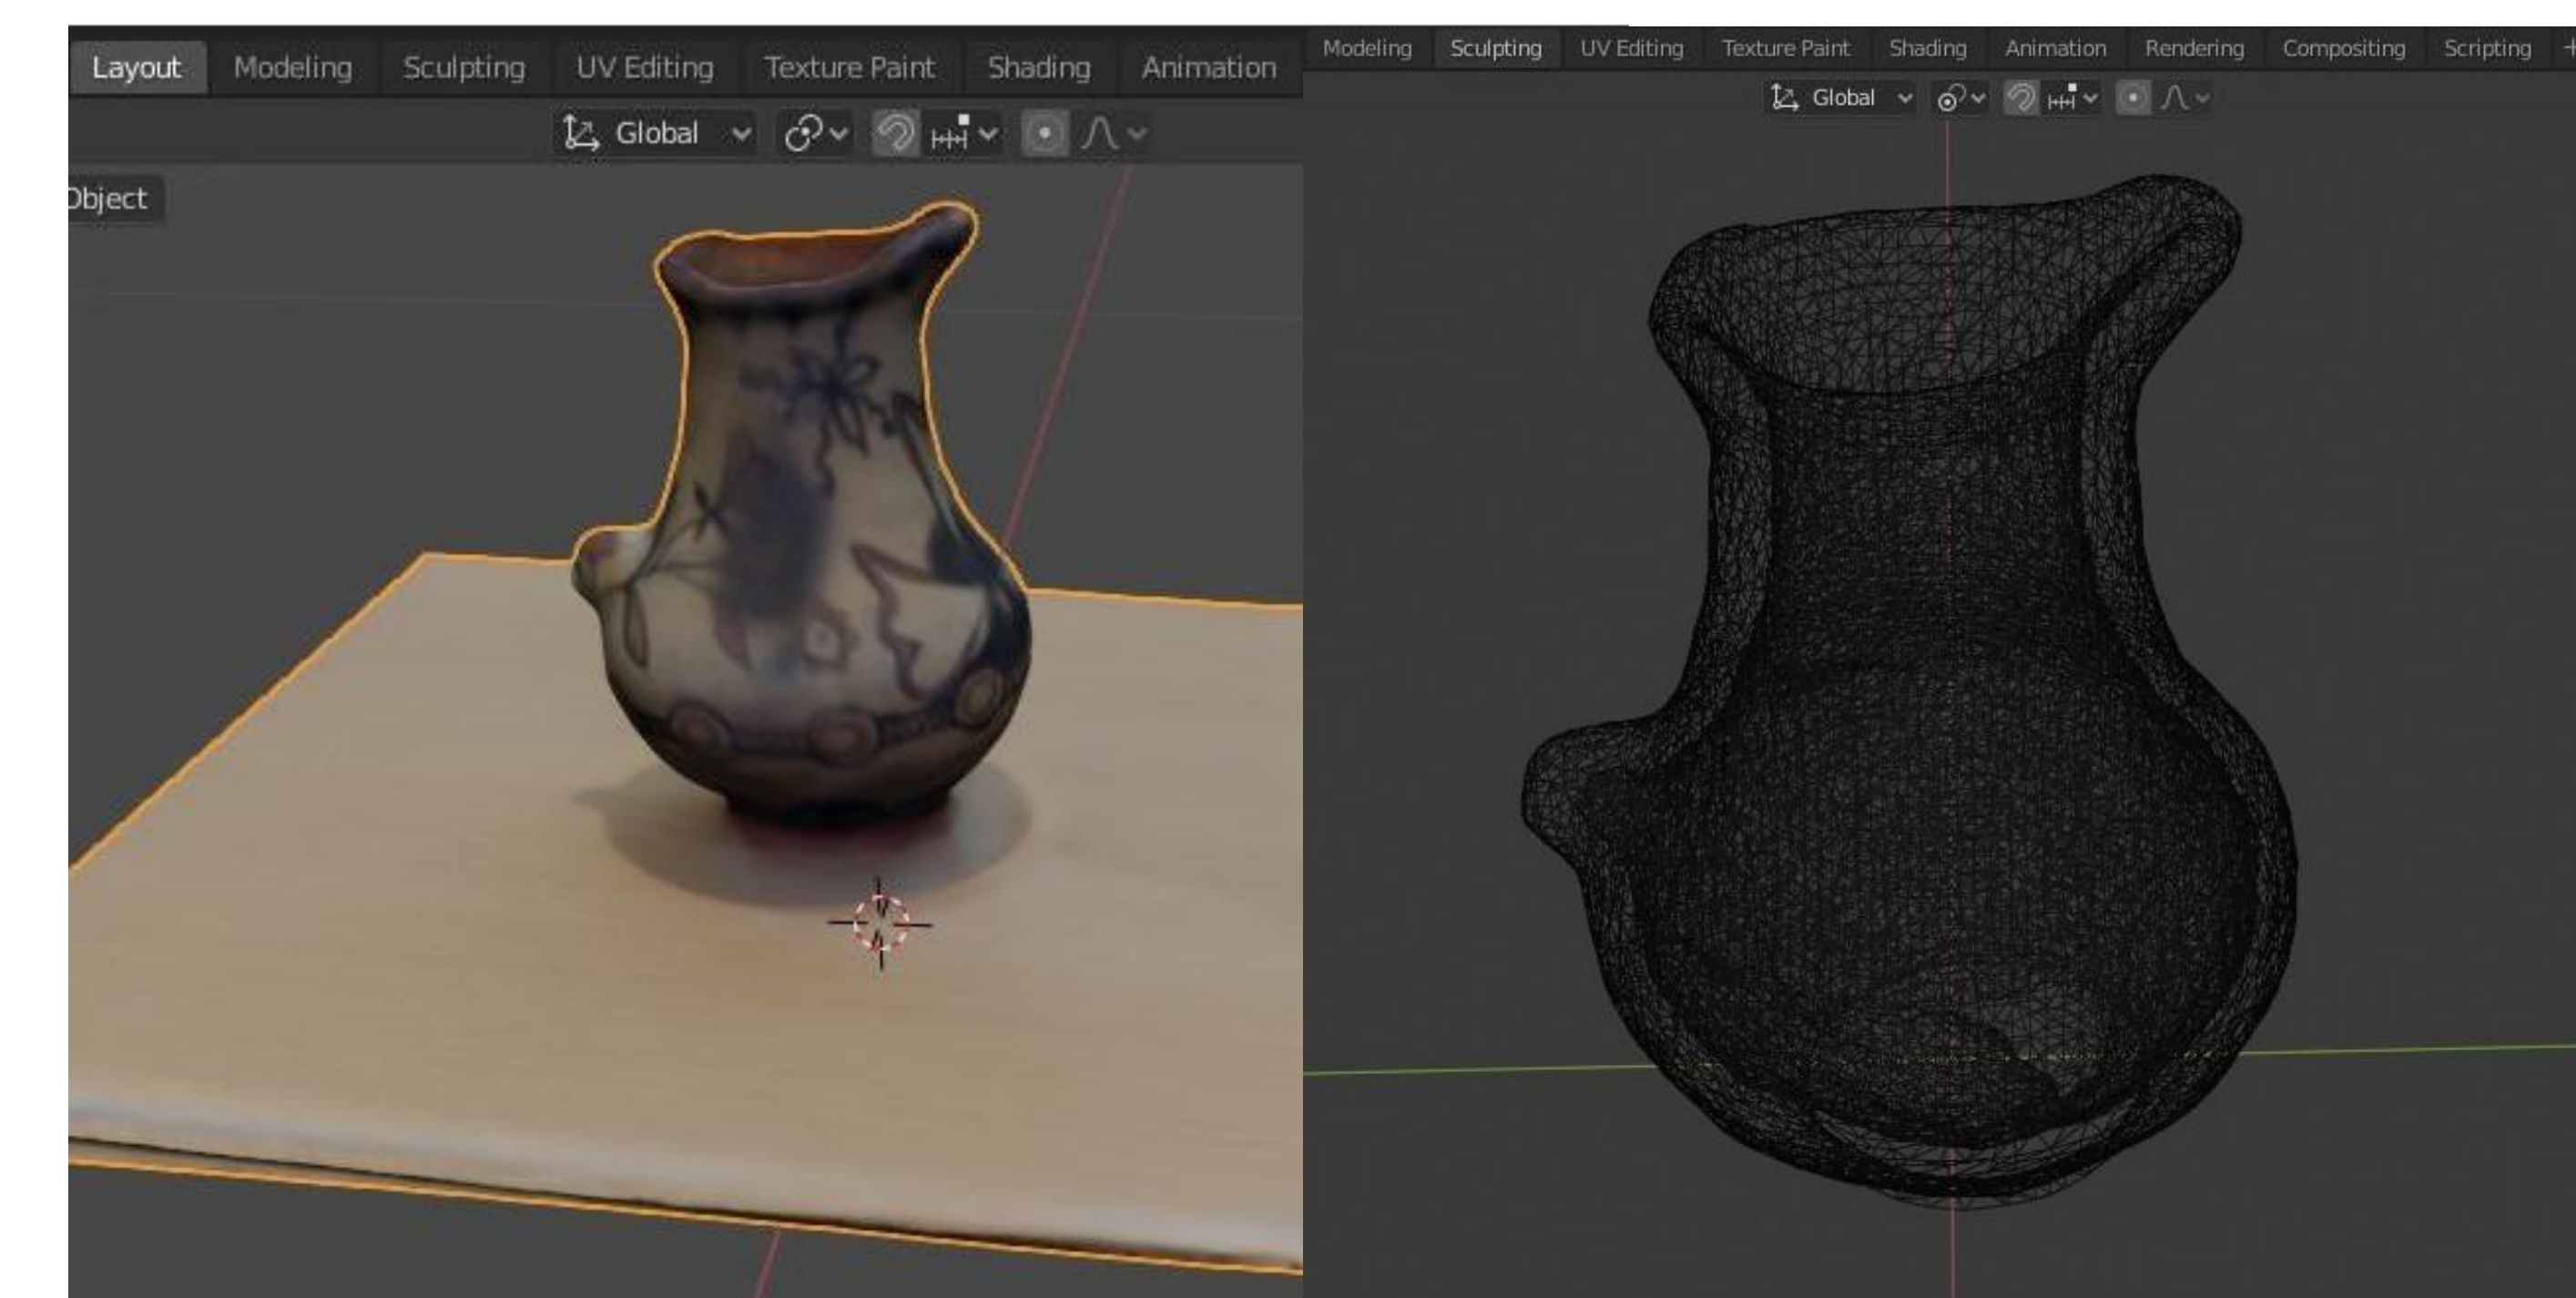 Layout Modeling Sculpting UV Editing Texture Paint Shading Animation
Global
Object
Modeling Sculpting UV Editing Texture Paint Shading Animation Rendering Compositing Scripting +
Global